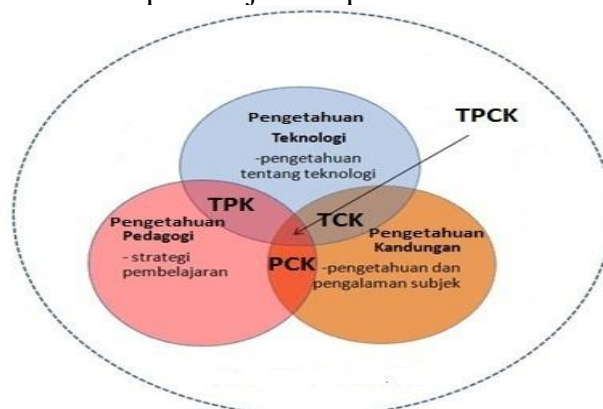 Pengetahuan
Teknologi
-pengetahuan
tentang teknologi
TPCK
TPK
TCK
Pengetahuan
Pedagogi
- strategi
pembelajaran
PCK
Pengetahuan
Kandungan
-pengetahuan dan
pengalaman subjek